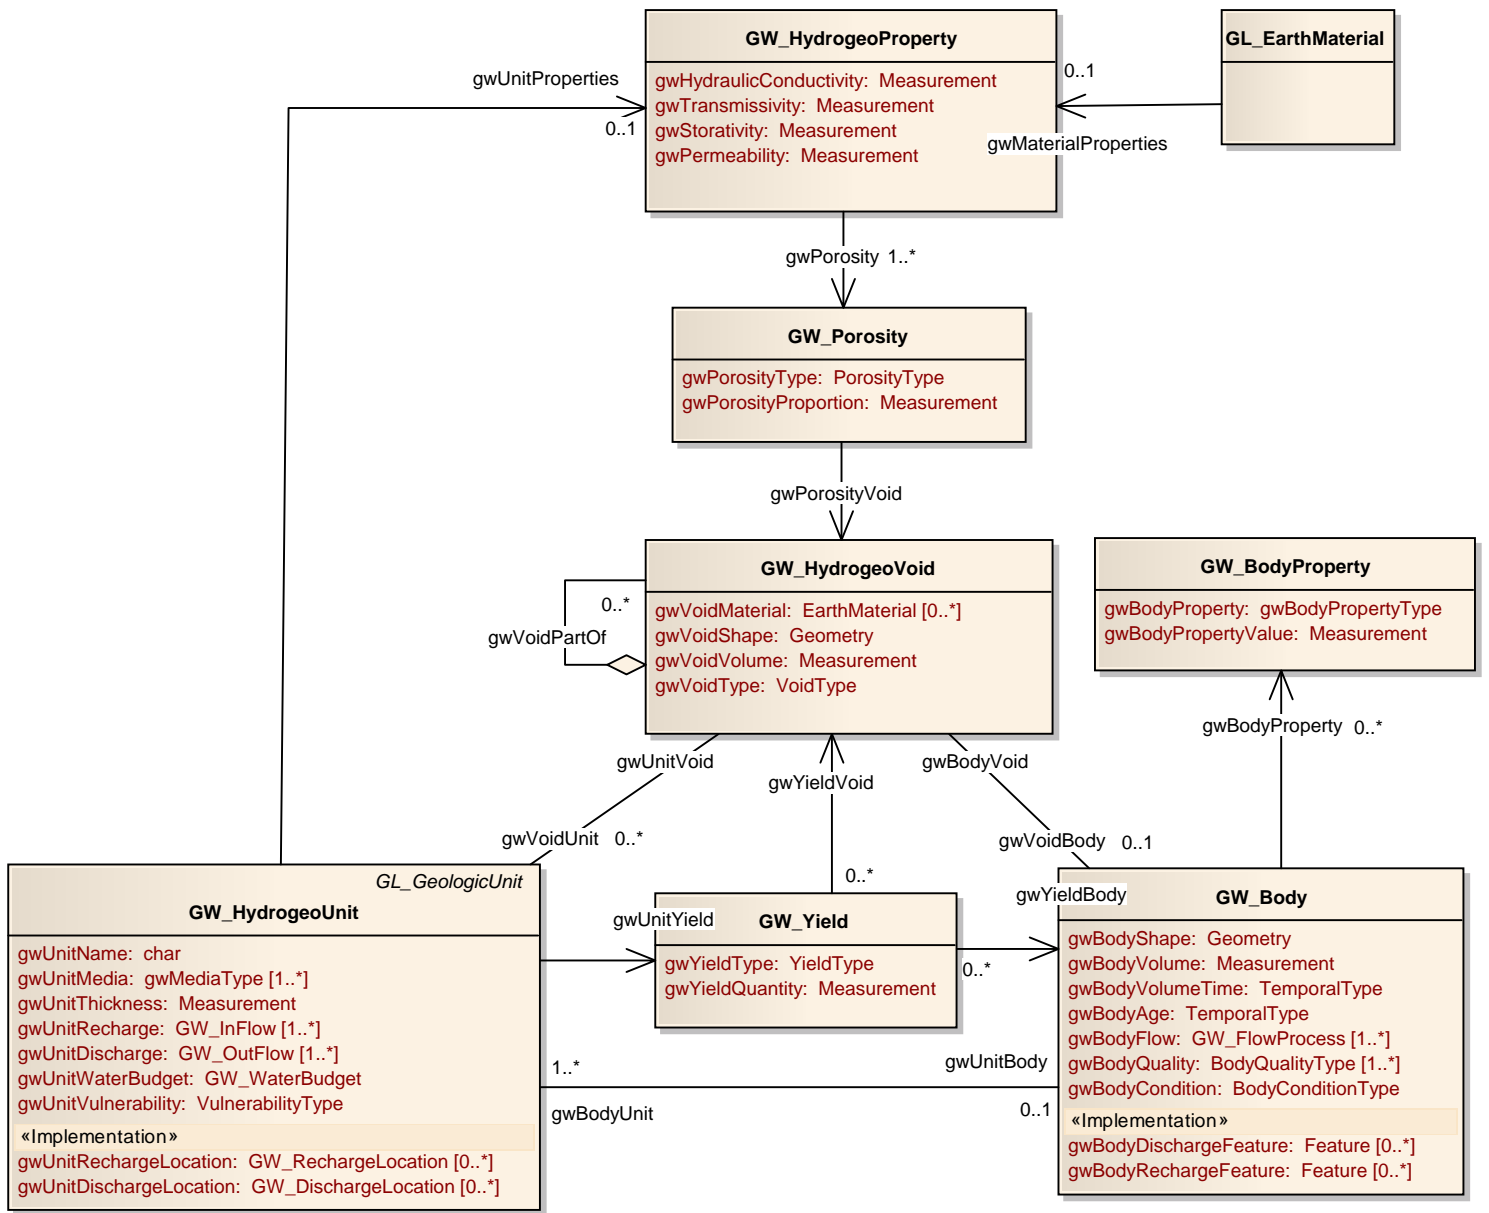 GW_HydrogeoProperty
gwHydraulicConductivity: Measurement
gwTransmissivity: Measurement
gwStorativity: Measurement
gwPermeability: Measurement
GL_EarthMaterial
gwUnitProperties
0..1
0..1
gwMaterialProperties
gwPorosity 1..*
GW_Porosity
gwPorosityType: PorosityType
gwPorosityProportion: Measurement
gwPorosityVoid
GW_HydrogeoVoid
gwVoidMaterial: EarthMaterial [0..*]
gwVoidShape: Geometry
gwVoidVolume: Measurement
gwVoidType: VoidType
0..*
gwVoidPartOf
GW_BodyProperty
gwBodyProperty: gwBodyPropertyType
gwBodyPropertyValue: Measurement
gwBodyProperty 0..*
gwUnitVoid
gwYieldVoid
gwBodyVoid
gwVoidUnit 0..*
gwVoidBody 0..1
0..*
GL_GeologicUnit
GW_HydrogeoUnit
gwUnitName: char
gwUnitMedia: gwMediaType [1..*]
gwUnitThickness: Measurement
gwUnitRecharge: GW_InFlow [1..*]
gwUnitDischarge: GW_OutFlow [1..*]
gwUnitWaterBudget: GW_WaterBudget
gwUnitVulnerability: VulnerabilityType
«Implementation»
gwUnitRechargeLocation: GW_RechargeLocation [0..*]
gwUnitDischargeLocation: GW_DischargeLocation [0..*]
gwUnitYield
GW_Yield
gwYieldType: YieldType
gwYieldQuantity: Measurement
gwYieldBody
0..*
GW_Body
gwBodyShape: Geometry
gwBodyVolume: Measurement
gwBodyVolumeTime: TemporalType
gwBodyAge: TemporalType
gwBodyFlow: GW_FlowProcess [1..*]
gwBodyQuality: BodyQualityType [1..*]
gwBodyCondition: BodyConditionType
«Implementation»
gwBodyDischargeFeature: Feature [0..*]
gwBodyRechargeFeature: Feature [0..*]
1..*
gwUnitBody
gwBodyUnit
0..1